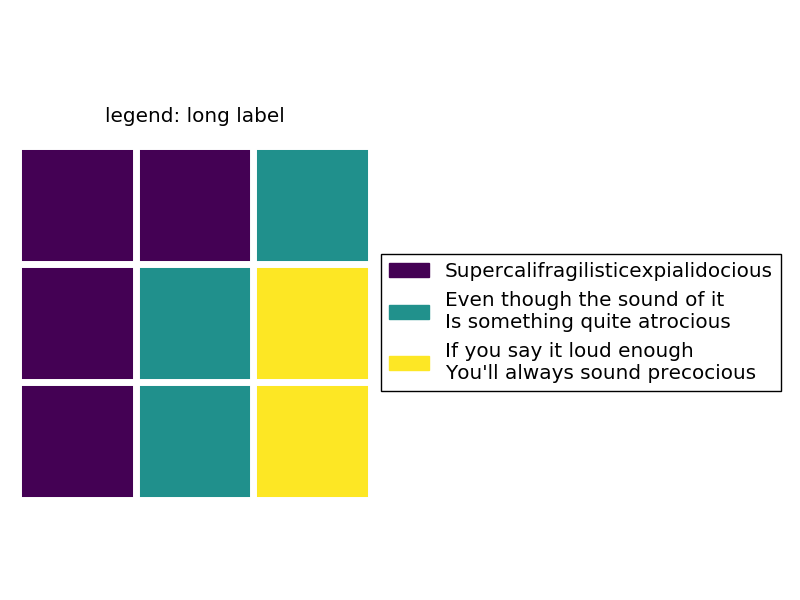 legend: long label
Supercalifragilisticexpialidocious
Even though the sound of it
Is something quite atrocious
If you say it loud enough
You'll always sound precocious